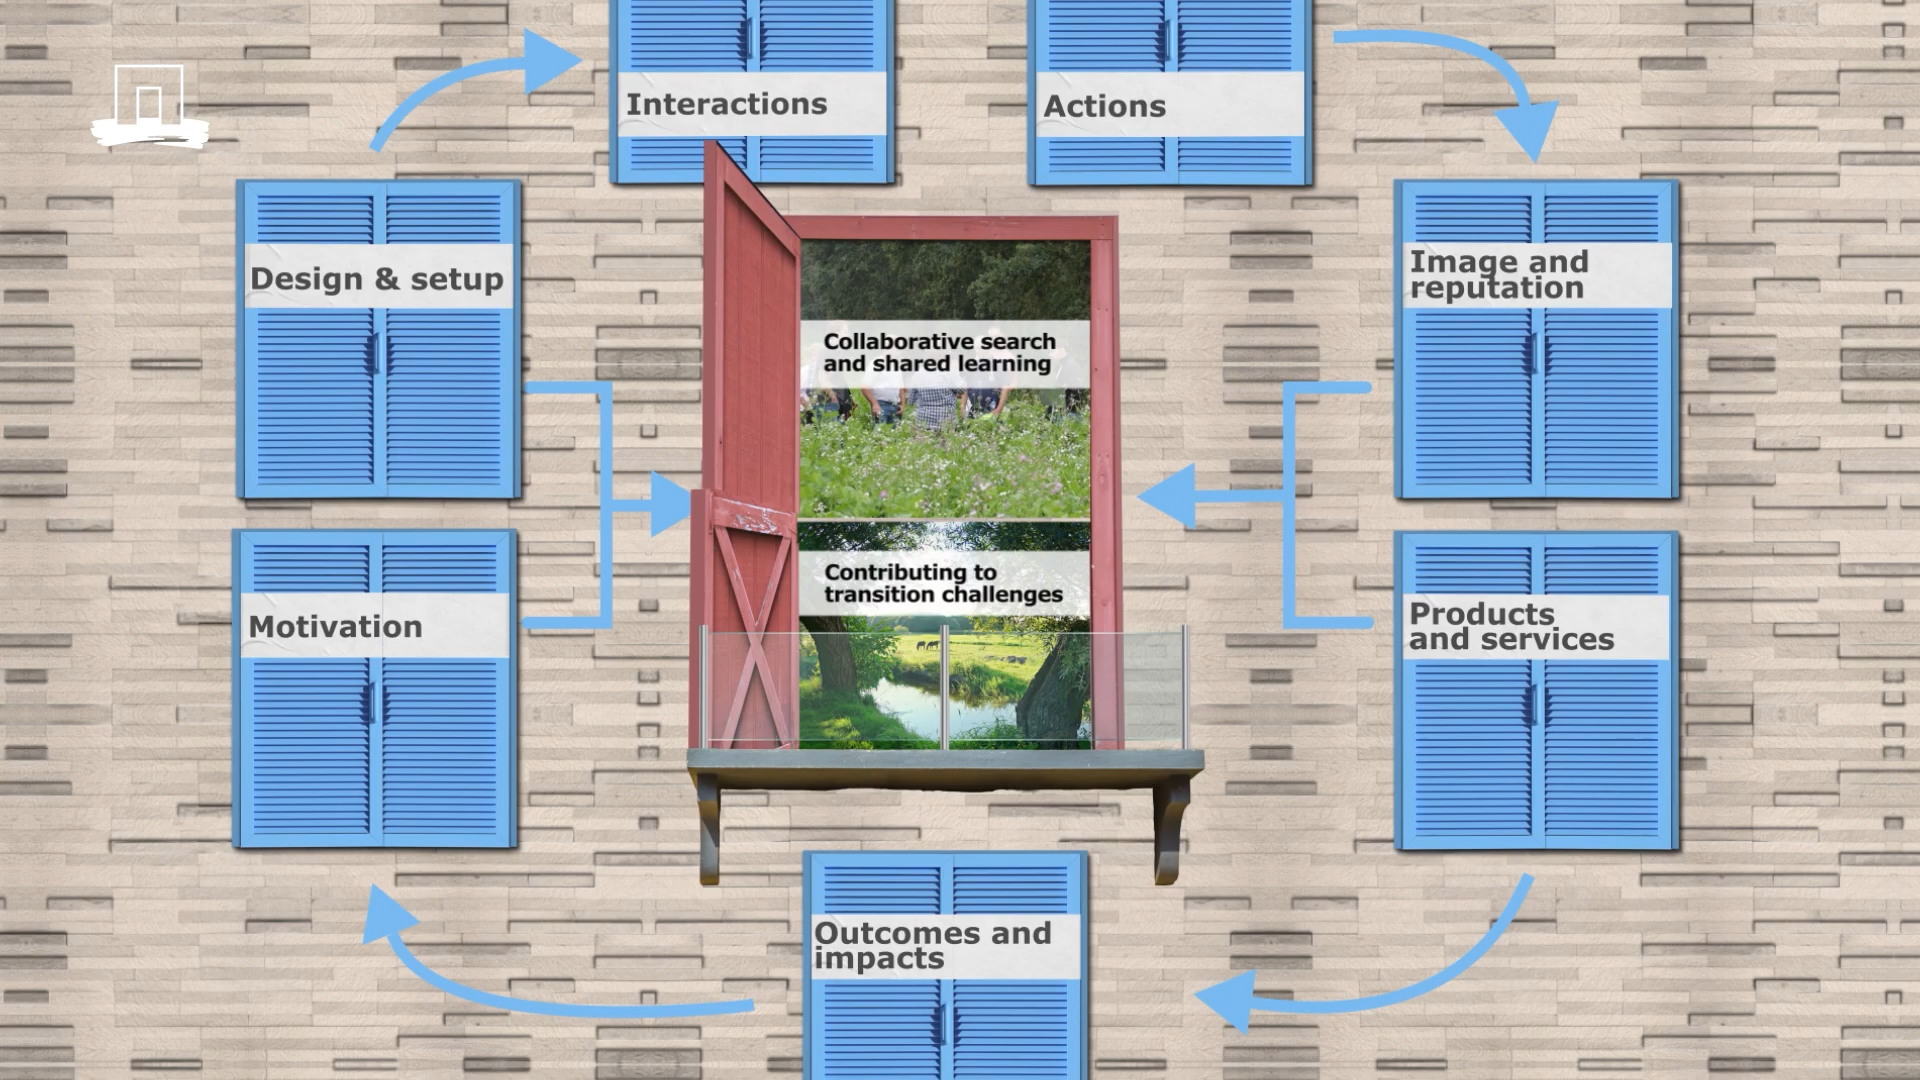 Interactions
Actions
Design & setup
Image and
reputation
Collaborative search
and shared learning
Contributing to
transition challenges
Motivation
Products
and services
Outcomes and
impacts